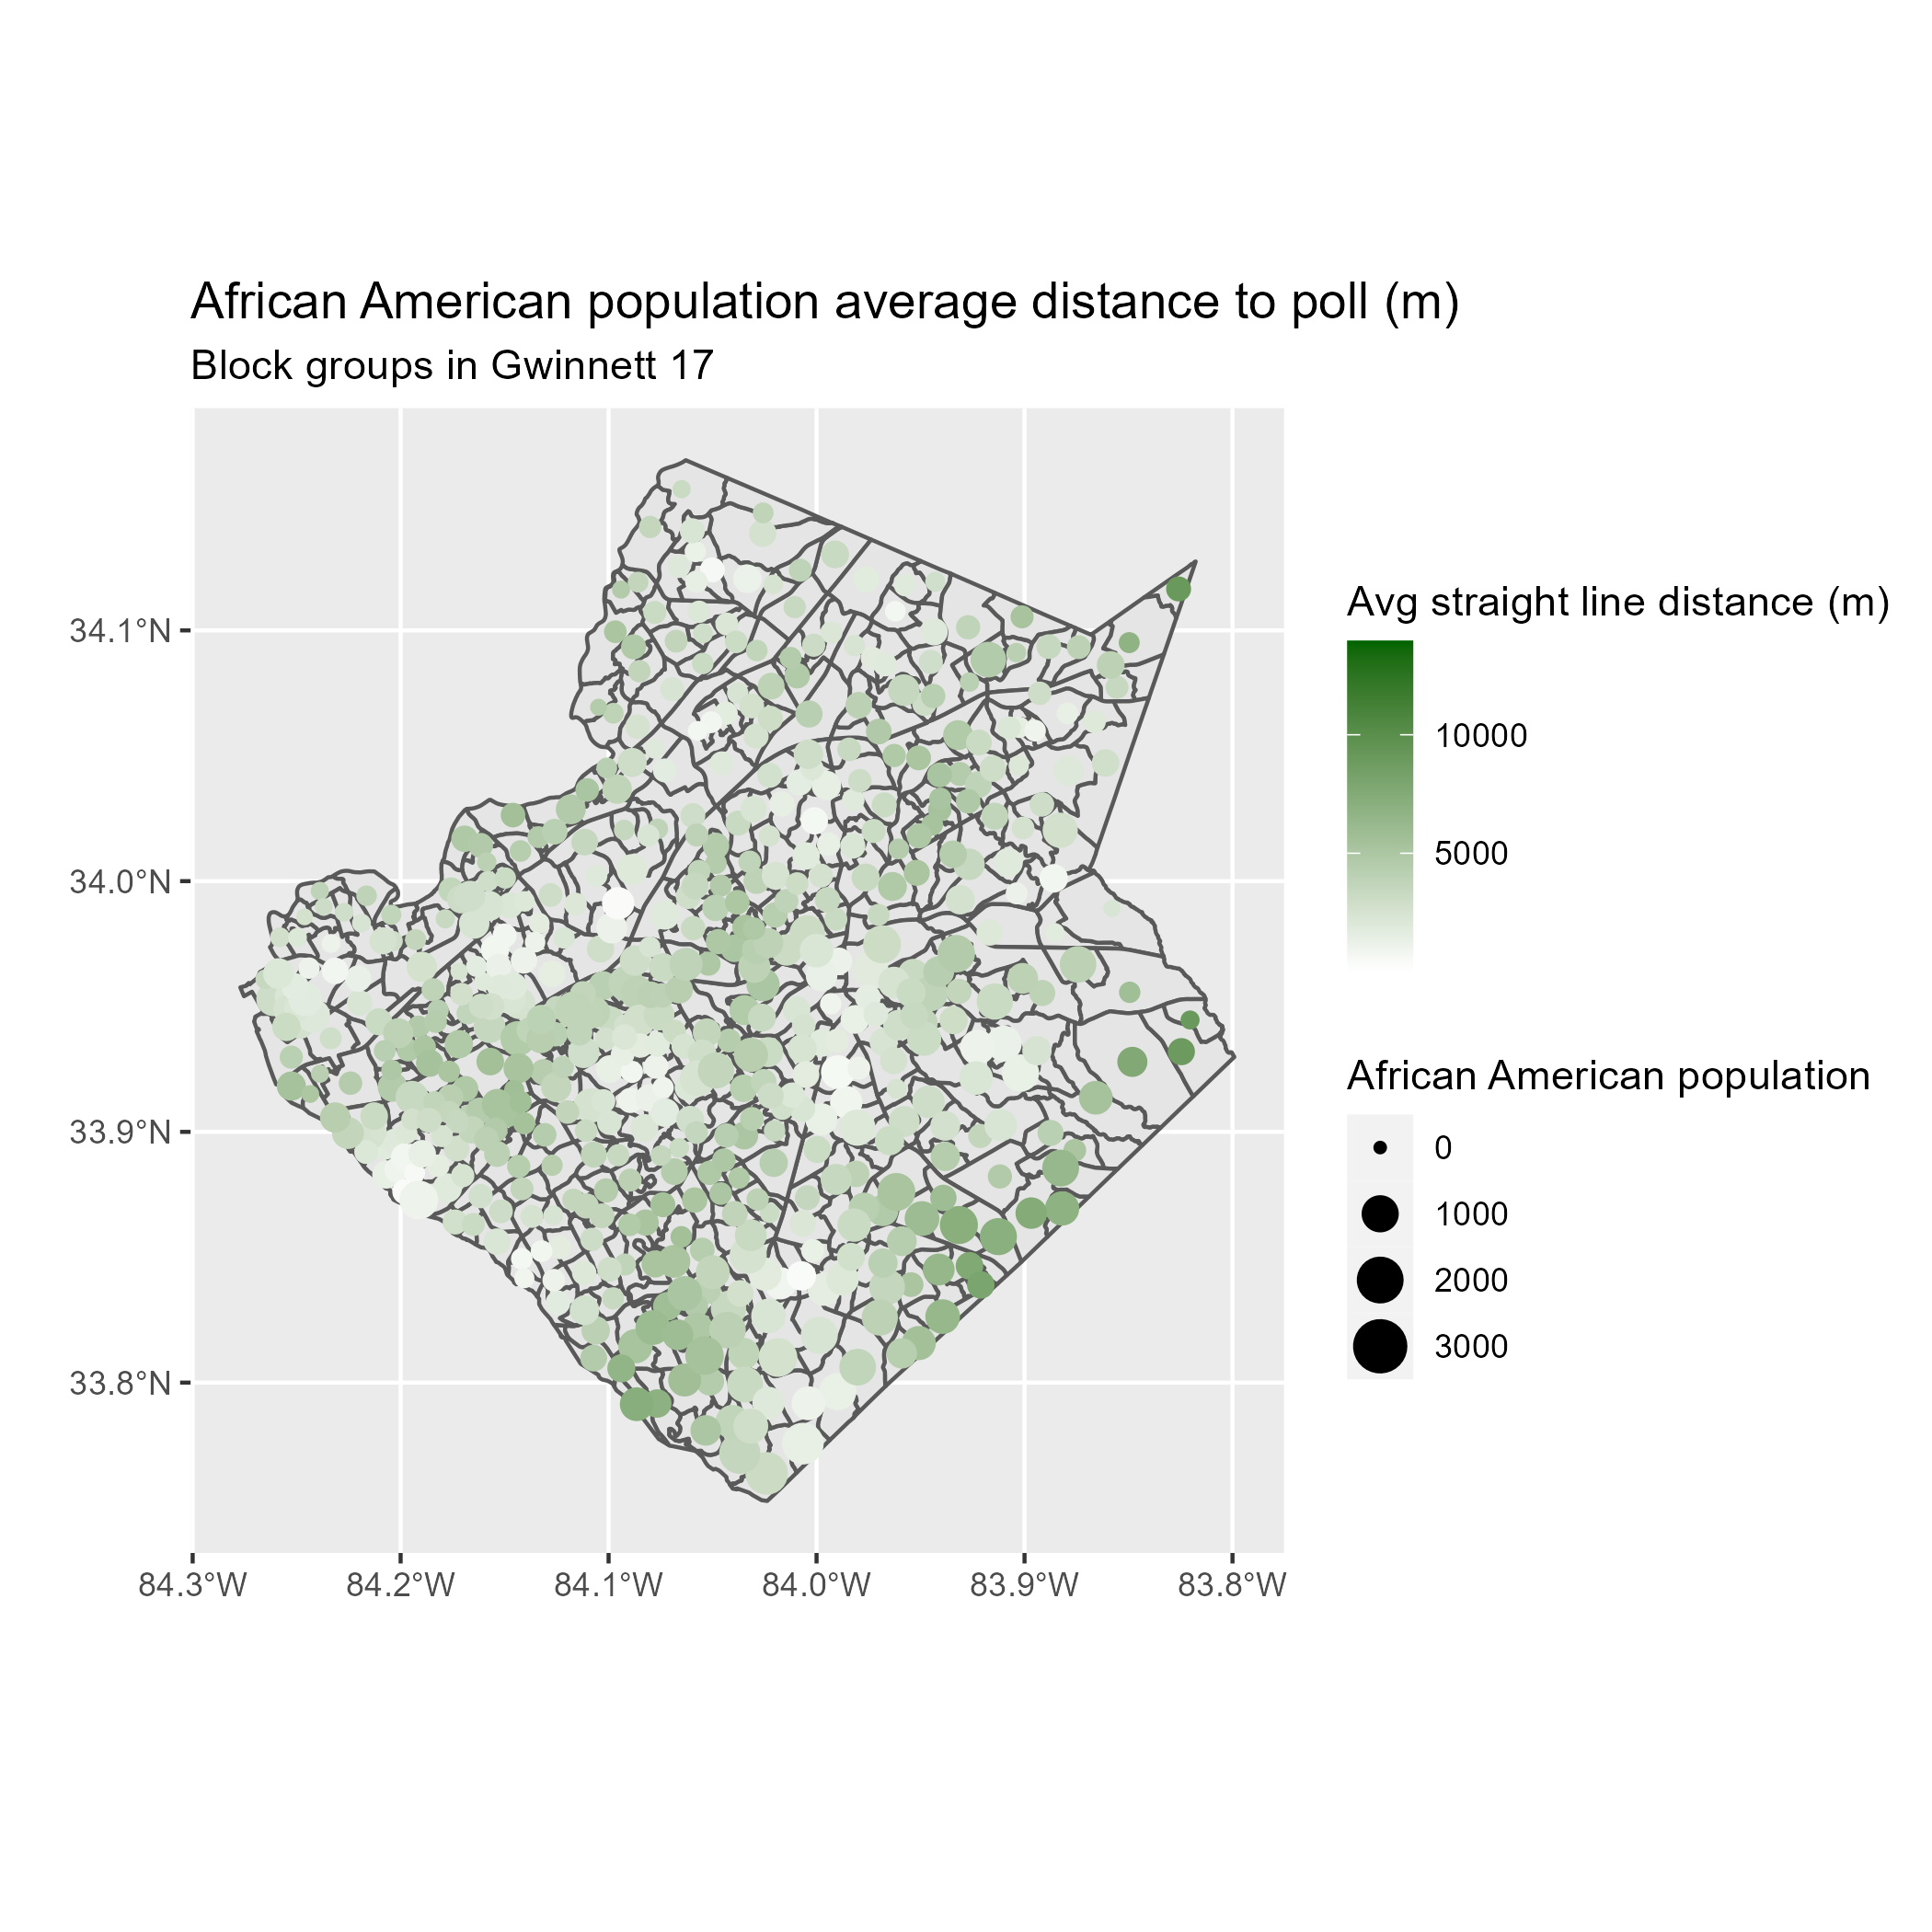 African American population average distance to poll (m)
Block groups in Gwinnett 17
34.1°N
34.0°N
33.9°N
33.8°N
84.3°W
84.2°W
84.1°W
84.0°W
83.9°W
83.8°W
Avg straight line distance (m)
10000
5000
African American population
0
1000
2000
3000